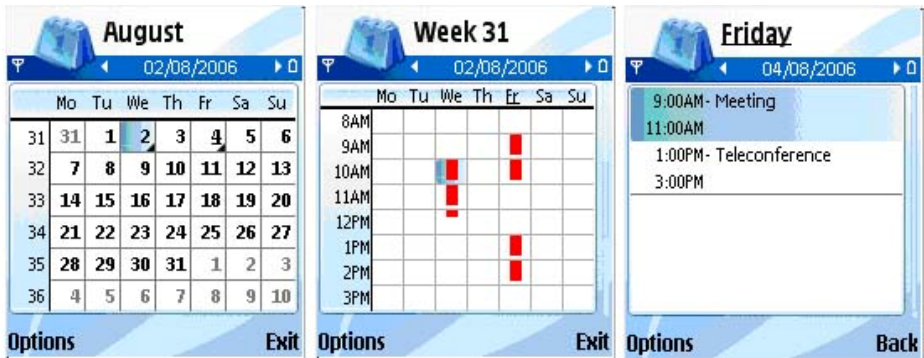 August
02/08/2006
Mo Tu We Th Fr Sa Su
31 31 1 2 3 4 5 6
32 7 8 9 10 11 12 13
33 14 15 16 17 18 19 20
34 21 22 23 24 25 26 27
35 28 29 30 31 1 2 3
36 4 5 6 7 8 9 10
Options Exit
Week 31
02/08/2006
Mo Tu We Th Fr Sa Su
8AM
9AM
10AM
11AM
12PM
1PM
2PM
3PM
Options Exit
Friday
04/08/2006
9:00AM- Meeting
11:00AM
1:00PM- Teleconference
3:00PM
Options Back